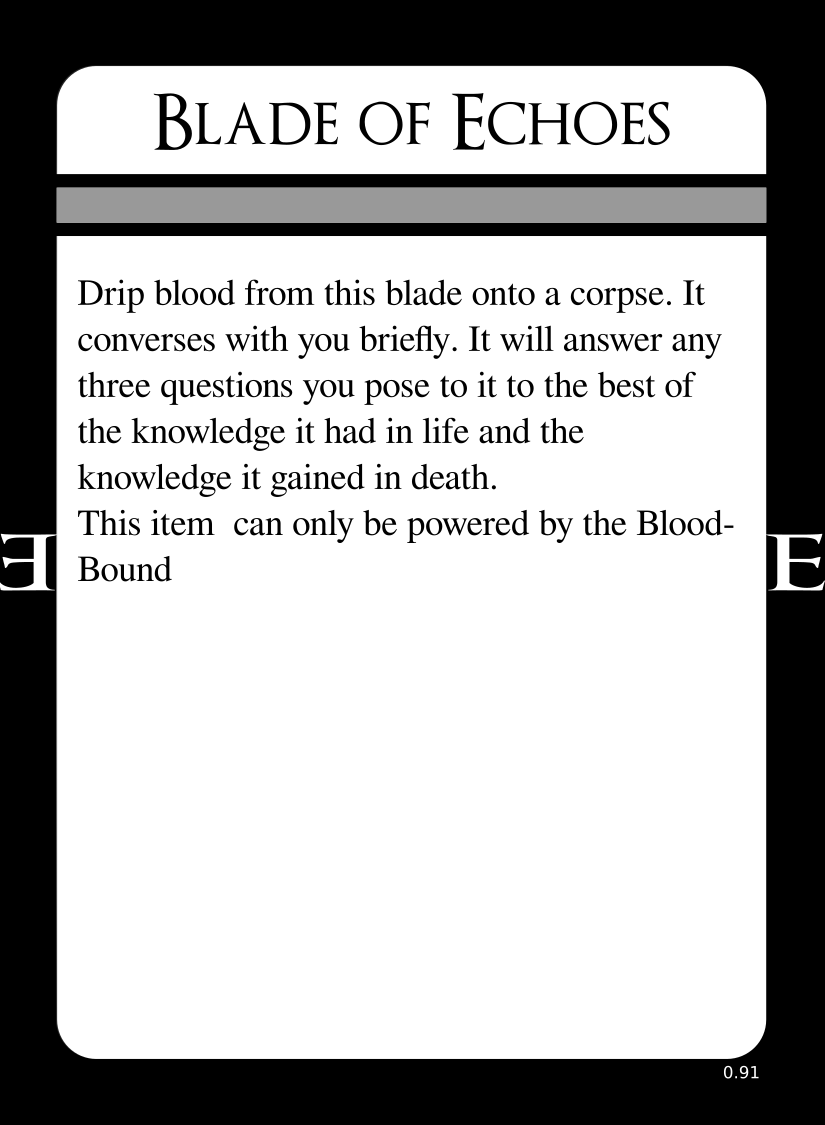 BLADE OF ECHOES
Drip blood from this blade onto a corpse. It
converses with you briefly. It will answer any
three questions you pose to it to the best of
the knowledge it had in life and the
knowledge it gained in death.
This item  can only be powered by the Blood-
Bound
E
E
0.91